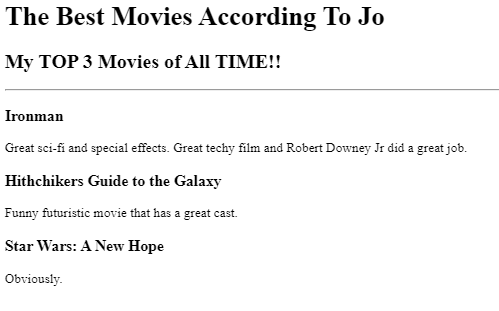 The Best Movies According To Jo
My TOP 3 Movies of All TIME!!
Ironman
Great sci-fi and special effects. Great techy film and Robert Downey Jr did a great job.
Hithchikers Guide to the Galaxy
Funny futuristic movie that has a great cast.
Star Wars: A New Hope
Obviously.